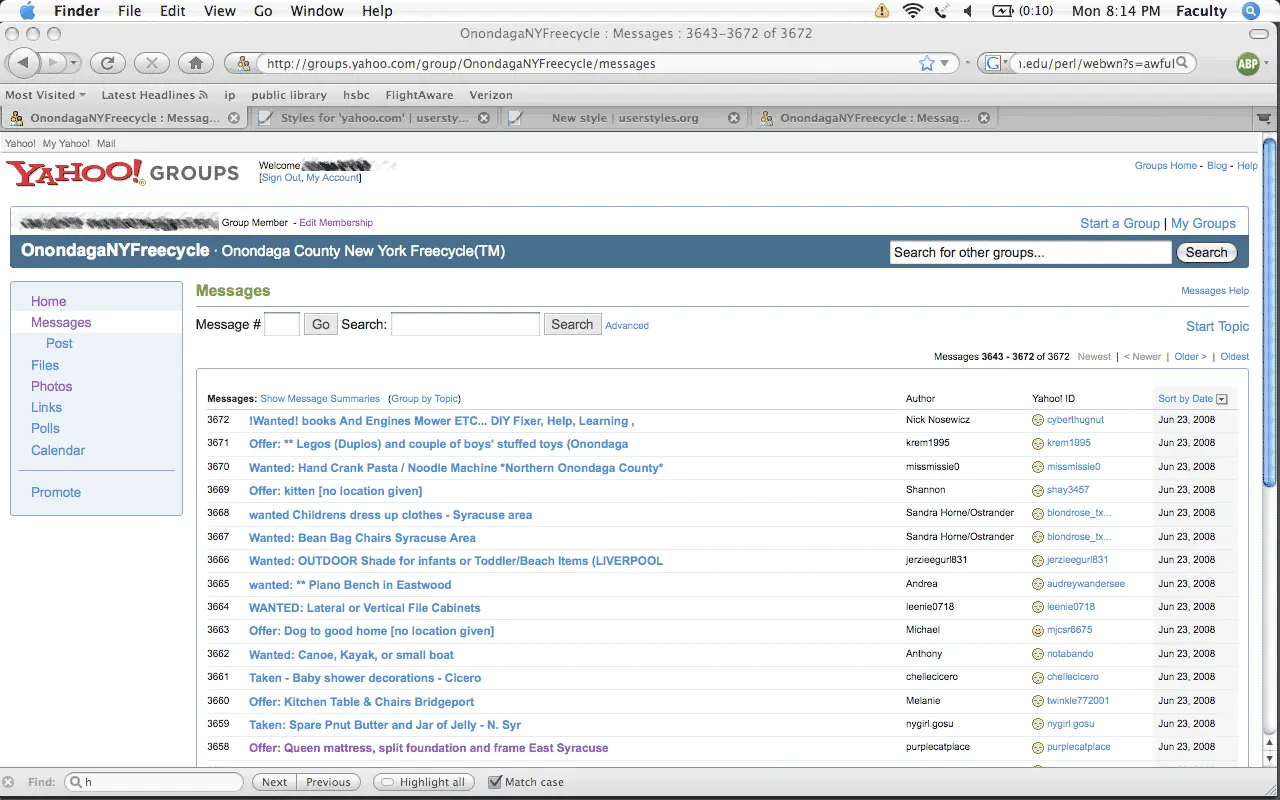 Finder File Edit View Go Window Help (0:10) Mon 8:14 PM Faculty
OnondagaNYFreecycle : Messages : 3643-3672 of 3672
http://groups.yahoo.com/group/OnondagaNYFreecycle/messages G ı.edu/perl/webwn?s=awful ABP
Most Visited Latest Headlines ip public library hsbc FlightAware Verizon
OnondagaNYFreecycle : Messag... Styles for 'yahoo.com' | userst... New style | userstyles.org OnondagaNYFreecycle : Messag...
Yahoo! My Yahoo! Mail
YAHOO! GROUPS
Welcome
[Sign Out, My Account]
Groups Home - Blog - Help
Group Member - Edit Membership Start a Group | My Groups
OnondagaNYFreecycle · Onondaga County New York Freecycle(TM) Search for other groups... Search
Home
Messages
Post
Files
Photos
Links
Polls
Calendar
Promote
Messages Messages Help
Message # Go Search: Search Advanced Start Topic
Messages 3643 - 3672 of 3672 Newest | < Newer | Older > | Oldest
Messages: Show Message Summaries (Group by Topic) Author Yahoo! ID Sort by Date
3672 !Wanted! books And Engines Mower ETC... DIY Fixer, Help, Learning , Nick Nosewicz cyberthugnut Jun 23, 2008
3671 Offer: ** Legos (Duplos) and couple of boys' stuffed toys (Onondaga krem1995 krem1995 Jun 23, 2008
3670 Wanted: Hand Crank Pasta / Noodle Machine *Northern Onondaga County* missmissie0 missmissie0 Jun 23, 2008
3669 Offer: kitten [no location given] Shannon shay3457 Jun 23, 2008
3668 wanted Childrens dress up clothes - Syracuse area Sandra Horne/Ostrander blondrose_tx... Jun 23, 2008
3667 Wanted: Bean Bag Chairs Syracuse Area Sandra Horne/Ostrander blondrose_tx... Jun 23, 2008
3666 Wanted: OUTDOOR Shade for infants or Toddler/Beach Items (LIVERPOOL jerzieegurl831 jerzieegurl831 Jun 23, 2008
3665 wanted: ** Piano Bench in Eastwood Andrea audreywandersee Jun 23, 2008
3664 WANTED: Lateral or Vertical File Cabinets leenie0718 leenie0718 Jun 23, 2008
3663 Offer: Dog to good home [no location given] Michael mjcsr6675 Jun 23, 2008
3662 Wanted: Canoe, Kayak, or small boat Anthony notabando Jun 23, 2008
3661 Taken - Baby shower decorations - Cicero chellecicero chellecicero Jun 23, 2008
3660 Offer: Kitchen Table & Chairs Bridgeport Melanie twinkle772001 Jun 23, 2008
3659 Taken: Spare Pnut Butter and Jar of Jelly - N. Syr nygirl.gosu nygirl.gosu Jun 23, 2008
3658 Offer: Queen mattress, split foundation and frame East Syracuse purplecatplace purplecatplace Jun 23, 2008
Find: h Next Previous Highlight all Match case